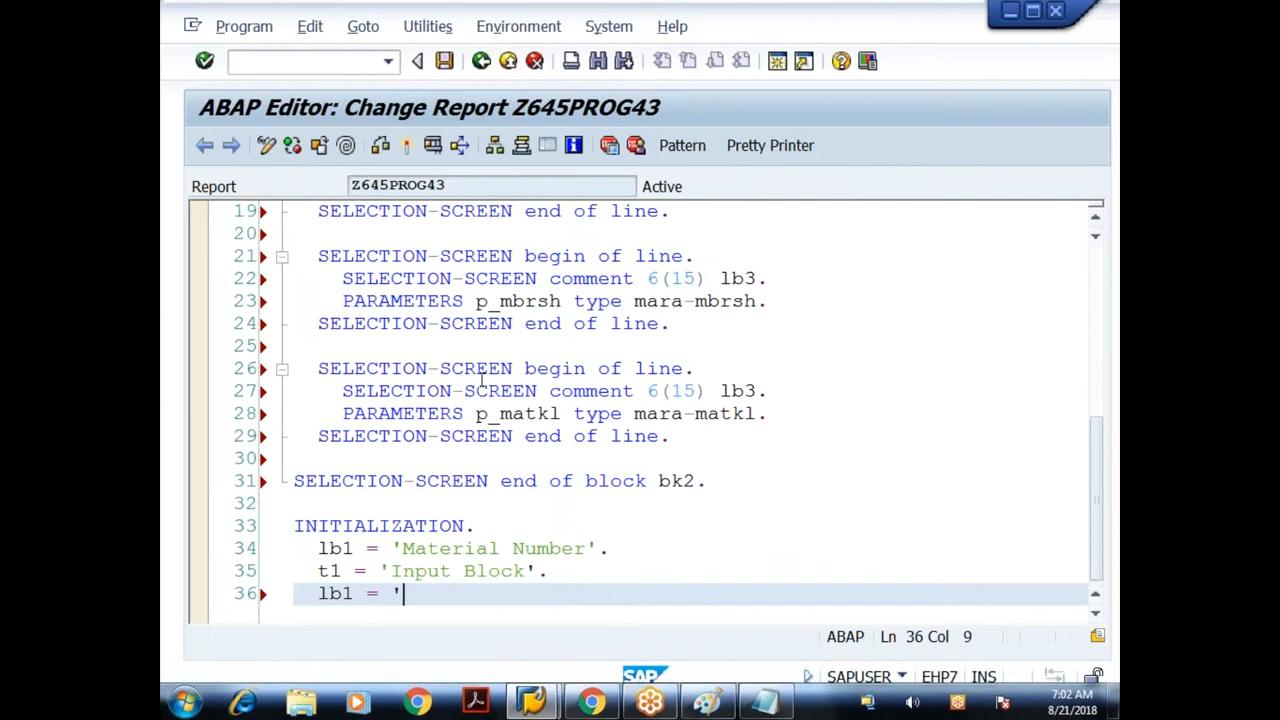 Program Edit Goto Utilities Environment System Help
ABAP Editor: Change Report Z645PROG43
Pattern Pretty Printer
Report Z645PROG43 Active
19 SELECTION-SCREEN end of line.
20
21 SELECTION-SCREEN begin of line.
22 SELECTION-SCREEN comment 6(15) lb3.
23 PARAMETERS p_mbrsh type mara-mbrsh.
24 SELECTION-SCREEN end of line.
25
26 SELECTION-SCREEN begin of line.
27 SELECTION-SCREEN comment 6(15) lb3.
28 PARAMETERS p_matkl type mara-matkl.
29 SELECTION-SCREEN end of line.
30
31 SELECTION-SCREEN end of block bk2.
32
33 INITIALIZATION.
34 lb1 = 'Material Number'.
35 t1 = 'Input Block'.
36 lb1 = '
ABAP Ln 36 Col 9
SAP SAPUSER EHP7 INS
7:02 AM
8/21/2018